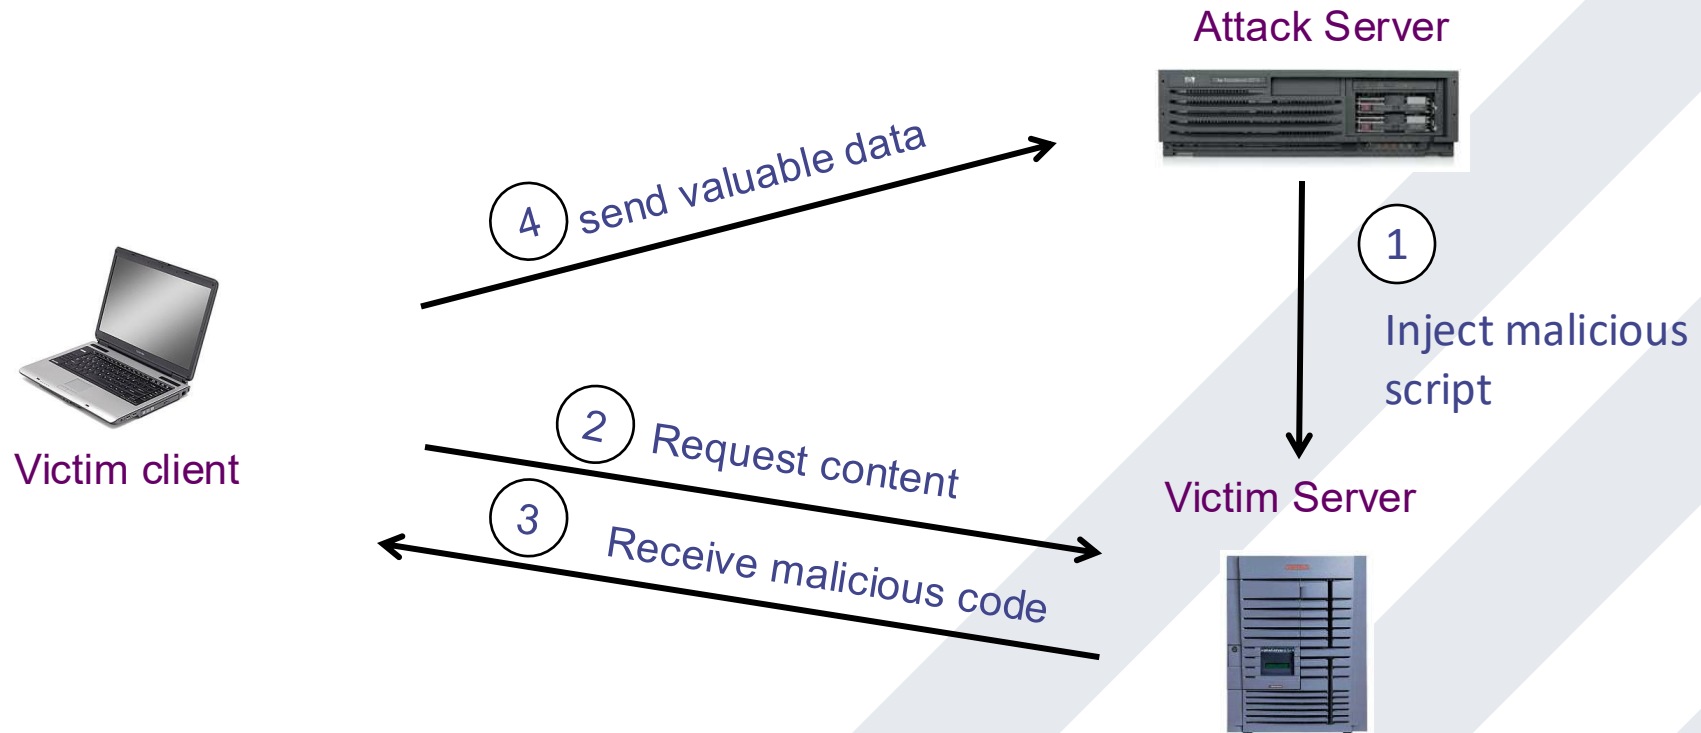 Attack Server
4 send valuable data
1
Inject malicious
script
2 Request content
Victim client
3 Receive malicious code
Victim Server